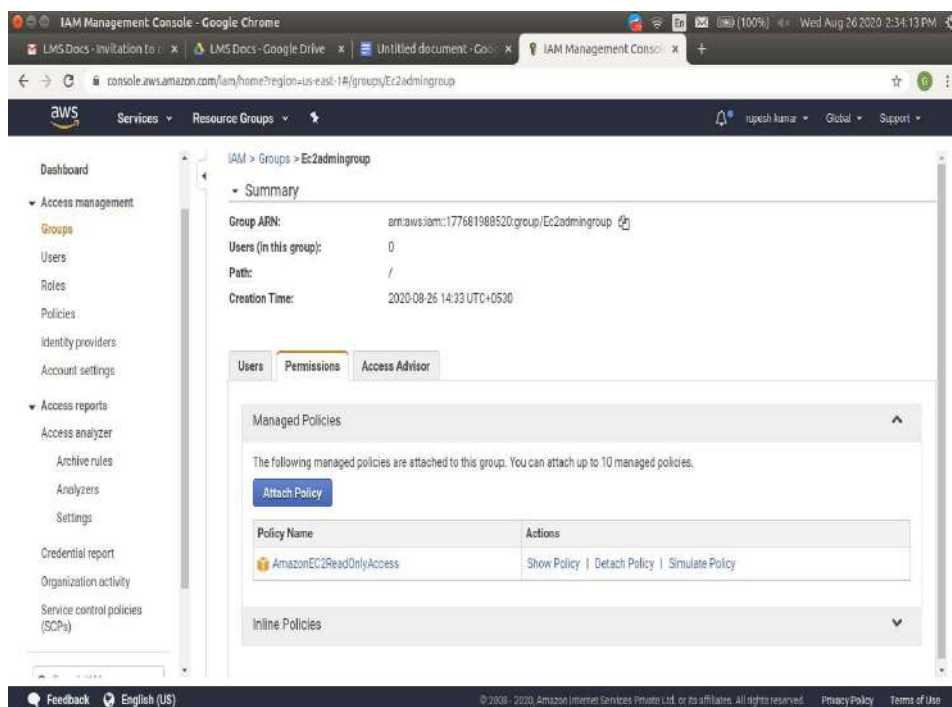 IAM Management Console - Google Chrome
En (100%) Wed Aug 26 2020 2:34:13 PM
LMS Docs - Invitation to x LMS Docs - Google Drive x Untitled document - Goo x IAM Management Consol x +
console.aws.amazon.com/iam/home?region=us-east-1#/groups/Ec2admingroup G
aws Services Resource Groups rupesh kumar Global Support
Dashboard
Access management
Groups
Users
Roles
Policies
Identity providers
Account settings
Access reports
Access analyzer
Archive rules
Analyzers
Settings
Credential report
Organization activity
Service control policies
(SCPs)
IAM > Groups > Ec2admingroup
Summary
Group ARN: arn:aws:iam::177681988520:group/Ec2admingroup
Users (in this group): 0
Path: /
Creation Time: 2020-08-26 14:33 UTC+0530
Users Permissions Access Advisor
Managed Policies
The following managed policies are attached to this group. You can attach up to 10 managed policies.
Attach Policy
Policy Name Actions
AmazonEC2ReadOnlyAccess Show Policy | Detach Policy | Simulate Policy
Inline Policies
Feedback English (US) © 2008 - 2020, Amazon Internet Services Private Ltd. or its affiliates. All rights reserved. Privacy Policy Terms of Use